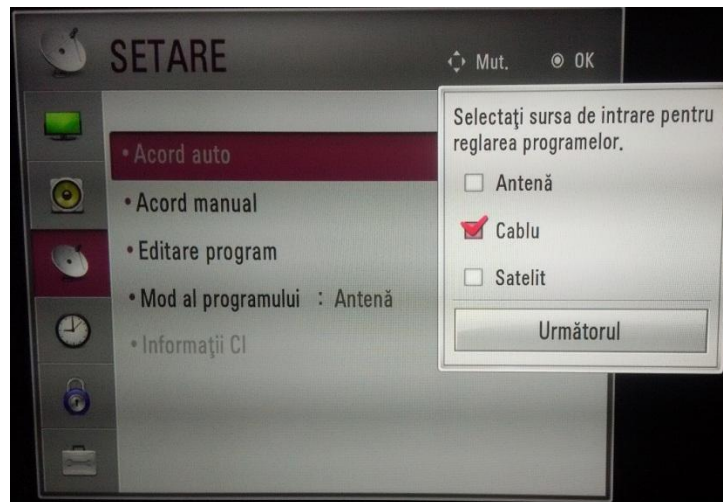 SETARE
Mut.
OK
• Acord auto
• Acord manual
• Editare program
• Mod al programului : Antenă
• Informaţii CI
Selectaţi sursa de intrare pentru
reglarea programelor.
Antenă
Cablu
Satelit
Următorul